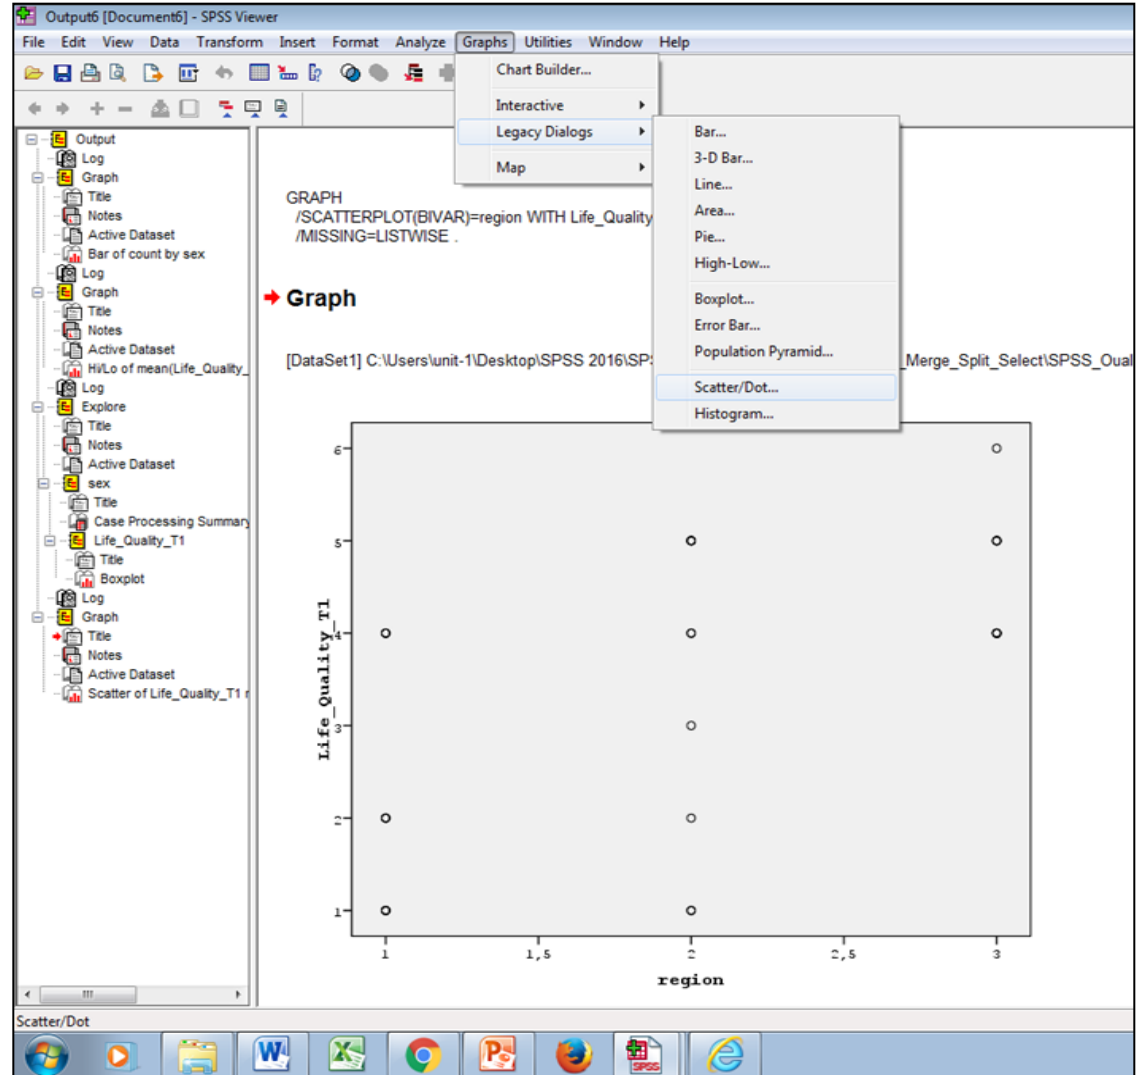 Output6 [Document6] - SPSS Viewer
File Edit View Data Transform Insert Format Analyze Graphs Utilities Window Help
Chart Builder...
Interactive
Legacy Dialogs
Map
Bar...
3-D Bar...
Line...
Area...
Pie...
High-Low...
Boxplot...
Error Bar...
Population Pyramid...
Scatter/Dot...
Histogram...
Output
Log
Graph
Title
Notes
Active Dataset
Bar of count by sex
Log
Graph
Title
Notes
Active Dataset
Hi/Lo of mean(Life_Quality_
Log
Explore
Title
Notes
Active Dataset
sex
Title
Case Processing Summary
Life_Quality_T1
Title
Boxplot
Log
Graph
Title
Notes
Active Dataset
Scatter of Life_Quality_T1 r
GRAPH
/SCATTERPLOT(BIVAR)=region WITH Life_Quality
/MISSING=LISTWISE .
Graph
[DataSet1] C:\Users\unit-1\Desktop\SPSS 2016\SP _Merge_Split_Select\SPSS_Qual
6
5
4
3
2
1
Life_Quality_T1
1 1,5 2 2,5 3
region
Scatter/Dot
SPSS